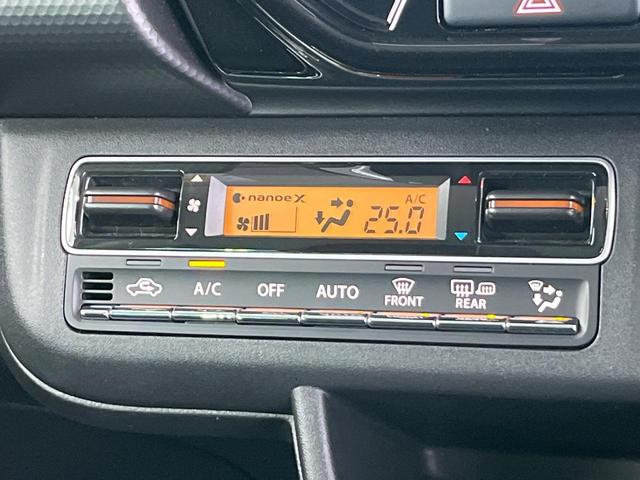 nanoe X
A/C
25.0
A/C OFF AUTO FRONT REAR